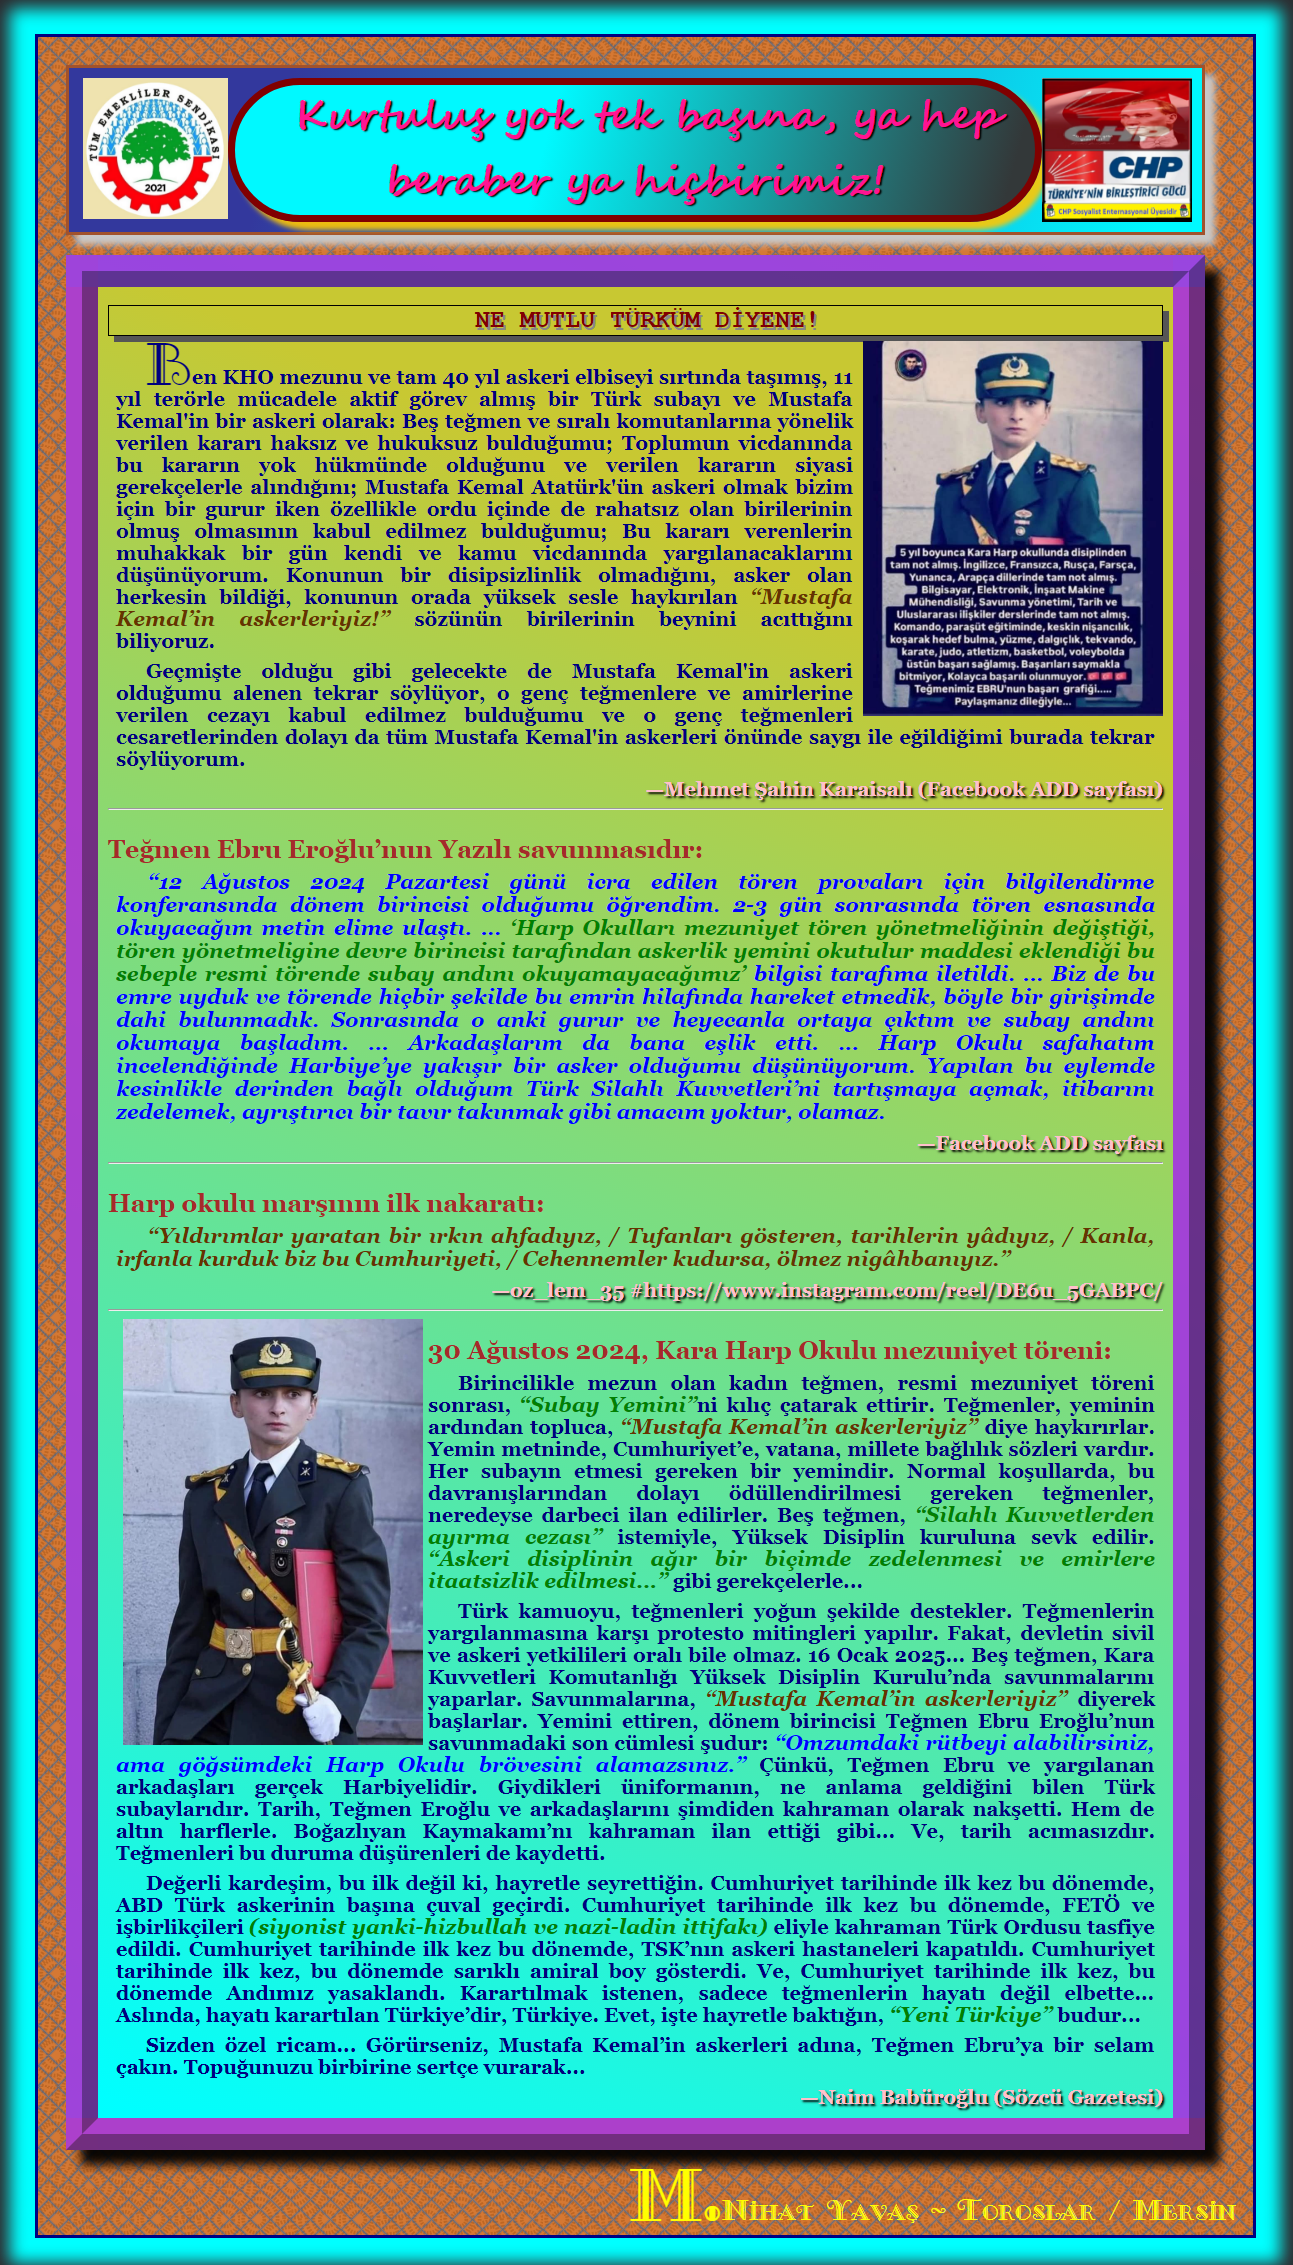 TÜM EMEKLİLER SENDİKASI
2021
Kurtuluş yok tek başına, ya hep
beraber ya hiçbirimiz!
CHP
CHP
TÜRKİYE'NİN BİRLEŞTİRİCİ GÜCÜ
CHP Sosyalist Enternasyonal Üyesidir
NE MUTLU TÜRKÜM DİYENE!
Ben KHO mezunu ve tam 40 yıl askeri elbiseyi sırtında taşımış, 11
yıl terörle mücadele aktif görev almış bir Türk subayı ve Mustafa
Kemal'in bir askeri olarak: Beş teğmen ve sıralı komutanlarına yönelik
verilen kararı haksız ve hukuksuz bulduğumu; Toplumun vicdanında
bu kararın yok hükmünde olduğunu ve verilen kararın siyasi
gerekçelerle alındığını; Mustafa Kemal Atatürk'ün askeri olmak bizim
için bir gurur iken özellikle ordu içinde de rahatsız olan birilerinin
olmuş olmasının kabul edilmez bulduğumu; Bu kararı verenlerin
muhakkak bir gün kendi ve kamu vicdanında yargılanacaklarını
düşünüyorum. Konunun bir disipsizlinlik olmadığını, asker olan
herkesin bildiği, konunun orada yüksek sesle haykırılan “Mustafa
Kemal’in askerleriyiz!” sözünün birilerinin beynini acıttığını
biliyoruz.
Geçmişte olduğu gibi gelecekte de Mustafa Kemal'in askeri
olduğumu alenen tekrar söylüyor, o genç teğmenlere ve amirlerine
verilen cezayı kabul edilmez bulduğumu ve o genç teğmenleri
cesaretlerinden dolayı da tüm Mustafa Kemal'in askerleri önünde saygı ile eğildiğimi burada tekrar
söylüyorum.
5 yıl boyunca Kara Harp okullunda disiplinden
tam not almış. İngilizce, Fransızca, Rusça, Farsça,
Yunanca, Arapça dillerinde tam not almış.
Bilgisayar, Elektronik, İnşaat Makine
Mühendisliği, Savunma yönetimi, Tarih ve
Uluslararası ilişkiler derslerinde tam not almış.
Komando, paraşüt eğitiminde, keskin nişancılık,
koşarak hedef bulma, yüzme, dalgıçlık, tekvando,
karate, judo, atletizm, basketbol, voleybolda
üstün başarı sağlamış. Başarıları saymakla
bitmiyor, Kolayca başarılı olunmuyor.🇹🇷🇹🇷🇹🇷
Teğmenimiz EBRU'nun başarı grafiği.....
Paylaşmanız dileğiyle...
—Mehmet Şahin Karaisalı (Facebook ADD sayfası)
Teğmen Ebru Eroğlu’nun Yazılı savunmasıdır:
“12 Ağustos 2024 Pazartesi günü icra edilen tören provaları için bilgilendirme
konferansında dönem birincisi olduğumu öğrendim. 2-3 gün sonrasında tören esnasında
okuyacağım metin elime ulaştı. ... ‘Harp Okulları mezuniyet tören yönetmeliğinin değiştiği,
tören yönetmeligine devre birincisi tarafından askerlik yemini okutulur maddesi eklendiği bu
sebeple resmi törende subay andını okuyamayacağımız’ bilgisi tarafıma iletildi. ... Biz de bu
emre uyduk ve törende hiçbir şekilde bu emrin hilafında hareket etmedik, böyle bir girişimde
dahi bulunmadık. Sonrasında o anki gurur ve heyecanla ortaya çıktım ve subay andını
okumaya başladım. ... Arkadaşlarım da bana eşlik etti. ... Harp Okulu safahatım
incelendiğinde Harbiye’ye yakışır bir asker olduğumu düşünüyorum. Yapılan bu eylemde
kesinlikle derinden bağlı olduğum Türk Silahlı Kuvvetleri’ni tartışmaya açmak, itibarını
zedelemek, ayrıştırıcı bir tavır takınmak gibi amacım yoktur, olamaz.
—Facebook ADD sayfası
Harp okulu marşının ilk nakaratı:
“Yıldırımlar yaratan bir ırkın ahfadıyız, / Tufanları gösteren, tarihlerin yâdıyız, / Kanla,
irfanla kurduk biz bu Cumhuriyeti, / Cehennemler kudursa, ölmez nigâhbanıyız.”
—oz_lem_35 #https://www.instagram.com/reel/DE6u_5GABPC/
30 Ağustos 2024, Kara Harp Okulu mezuniyet töreni:
Birincilikle mezun olan kadın teğmen, resmi mezuniyet töreni
sonrası, “Subay Yemini”ni kılıç çatarak ettirir. Teğmenler, yeminin
ardından topluca, “Mustafa Kemal’in askerleriyiz” diye haykırırlar.
Yemin metninde, Cumhuriyet’e, vatana, millete bağlılık sözleri vardır.
Her subayın etmesi gereken bir yemindir. Normal koşullarda, bu
davranışlarından dolayı ödüllendirilmesi gereken teğmenler,
neredeyse darbeci ilan edilirler. Beş teğmen, “Silahlı Kuvvetlerden
ayırma cezası” istemiyle, Yüksek Disiplin kuruluna sevk edilir.
“Askeri disiplinin ağır bir biçimde zedelenmesi ve emirlere
itaatsizlik edilmesi...” gibi gerekçelerle...
Türk kamuoyu, teğmenleri yoğun şekilde destekler. Teğmenlerin
yargılanmasına karşı protesto mitingleri yapılır. Fakat, devletin sivil
ve askeri yetkilileri oralı bile olmaz. 16 Ocak 2025... Beş teğmen, Kara
Kuvvetleri Komutanlığı Yüksek Disiplin Kurulu’nda savunmalarını
yaparlar. Savunmalarına, “Mustafa Kemal’in askerleriyiz” diyerek
başlarlar. Yemini ettiren, dönem birincisi Teğmen Ebru Eroğlu’nun
savunmadaki son cümlesi şudur: “Omzumdaki rütbeyi alabilirsiniz,
ama göğsümdeki Harp Okulu brövesini alamazsınız.” Çünkü, Teğmen Ebru ve yargılanan
arkadaşları gerçek Harbiyelidir. Giydikleri üniformanın, ne anlama geldiğini bilen Türk
subaylarıdır. Tarih, Teğmen Eroğlu ve arkadaşlarını şimdiden kahraman olarak nakşetti. Hem de
altın harflerle. Boğazlıyan Kaymakamı’nı kahraman ilan ettiği gibi... Ve, tarih acımasızdır.
Teğmenleri bu duruma düşürenleri de kaydetti.
Değerli kardeşim, bu ilk değil ki, hayretle seyrettiğin. Cumhuriyet tarihinde ilk kez bu dönemde,
ABD Türk askerinin başına çuval geçirdi. Cumhuriyet tarihinde ilk kez bu dönemde, FETÖ ve
işbirlikçileri (siyonist yanki-hizbullah ve nazi-ladin ittifakı) eliyle kahraman Türk Ordusu tasfiye
edildi. Cumhuriyet tarihinde ilk kez bu dönemde, TSK’nın askeri hastaneleri kapatıldı. Cumhuriyet
tarihinde ilk kez, bu dönemde sarıklı amiral boy gösterdi. Ve, Cumhuriyet tarihinde ilk kez, bu
dönemde Andımız yasaklandı. Karartılmak istenen, sadece teğmenlerin hayatı değil elbette...
Aslında, hayatı karartılan Türkiye’dir, Türkiye. Evet, işte hayretle baktığın, “Yeni Türkiye” budur...
Sizden özel ricam... Görürseniz, Mustafa Kemal’in askerleri adına, Teğmen Ebru’ya bir selam
çakın. Topuğunuzu birbirine sertçe vurarak...
—Naim Babüroğlu (Sözcü Gazetesi)
MoNİHAT YAVAŞ ~ TOROSLAR / MERSİN